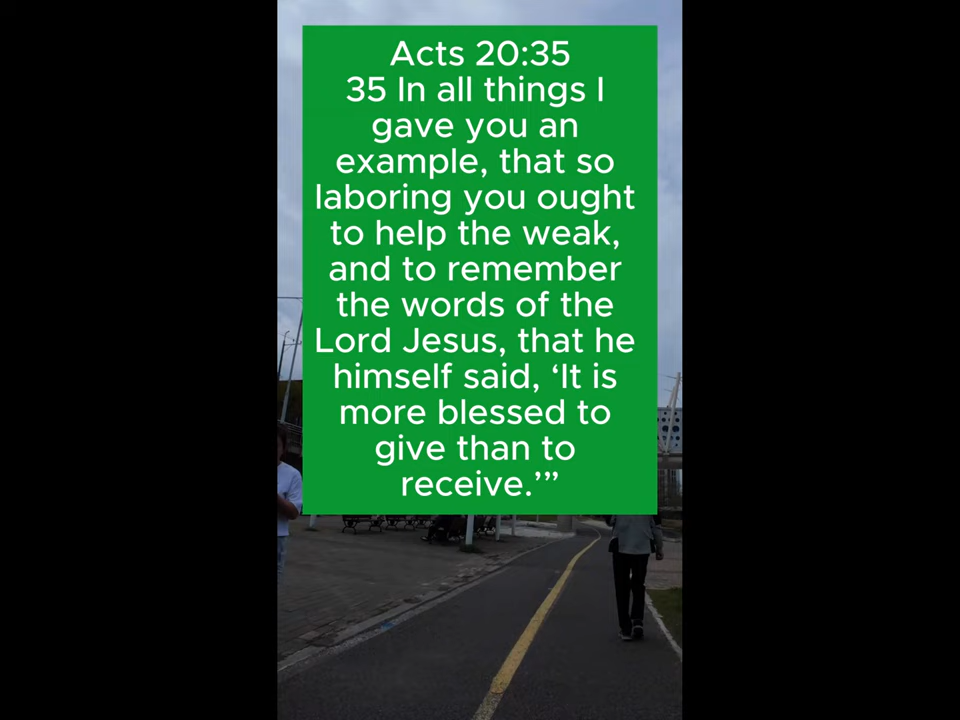 Acts 20:35
35 In all things I
gave you an
example, that so
laboring you ought
to help the weak,
and to remember
the words of the
Lord Jesus, that he
himself said, ‘It is
more blessed to
give than to
receive.’”